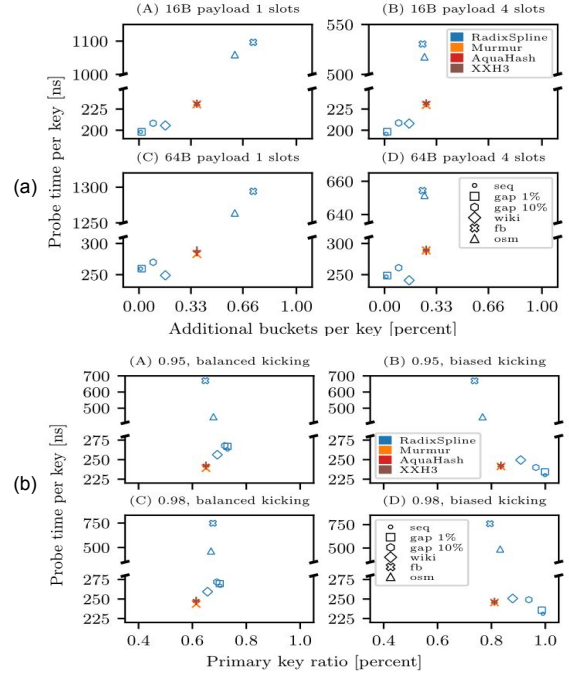 (A) 16B payload 1 slots
(B) 16B payload 4 slots
1100
1000
225
200
550
500
225
200
RadixSpline
Murmur
AquaHash
XXH3
(C) 64B payload 1 slots
(D) 64B payload 4 slots
1300
1250
300
250
660
640
300
250
seq
gap 1%
gap 10%
wiki
fb
osm
0.00 0.33 0.66 1.00
0.00 0.33 0.66 1.00
Additional buckets per key [percent]
Probe time per key [ns]
(a)
(A) 0.95, balanced kicking
(B) 0.95, biased kicking
700
600
500
275
250
225
700
600
500
275
250
225
RadixSpline
Murmur
AquaHash
XXH3
(C) 0.98, balanced kicking
(D) 0.98, biased kicking
750
500
275
250
225
750
500
275
250
225
seq
gap 1%
gap 10%
wiki
fb
osm
0.4 0.6 0.8 1.0
0.4 0.6 0.8 1.0
Primary key ratio [percent]
Probe time per key [ns]
(b)